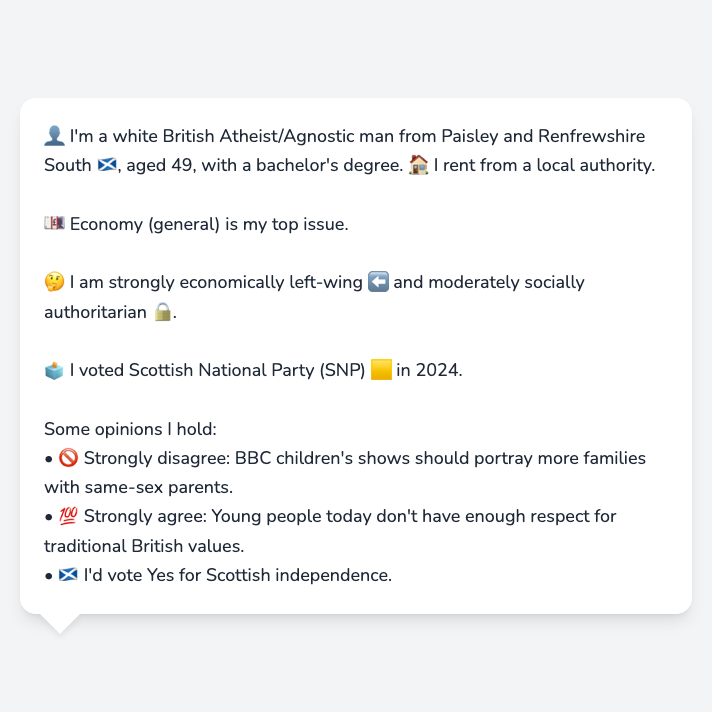 👤 I'm a white British Atheist/Agnostic man from Paisley and Renfrewshire
South 🏴󠁧󠁢󠁳󠁣󠁴󠁿, aged 49, with a bachelor's degree. 🏠 I rent from a local authority.
💷 Economy (general) is my top issue.
🤔 I am strongly economically left-wing ⬅️ and moderately socially
authoritarian 🔒.
🗳️ I voted Scottish National Party (SNP) 🟨 in 2024.
Some opinions I hold:
• 🚫 Strongly disagree: BBC children's shows should portray more families
with same-sex parents.
• 💯 Strongly agree: Young people today don't have enough respect for
traditional British values.
• 🏴󠁧󠁢󠁳󠁣󠁴󠁿 I'd vote Yes for Scottish independence.